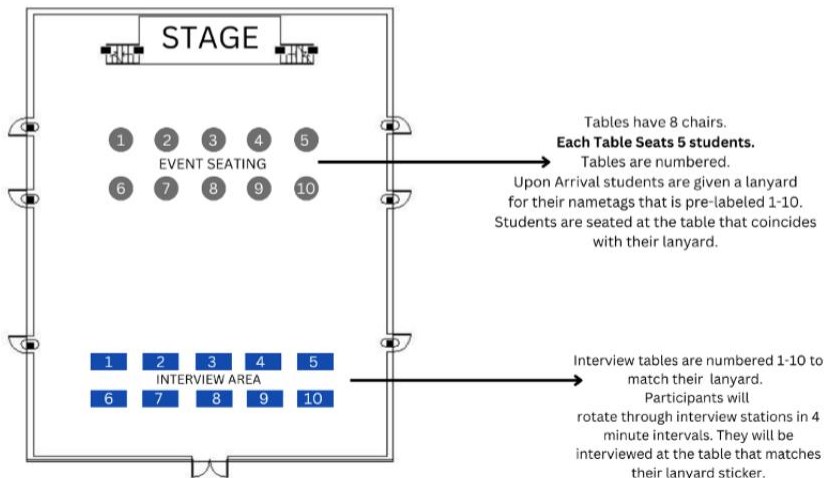 STAGE
1 2 3 4 5
EVENT SEATING
6 7 8 9 10
Tables have 8 chairs.
Each Table Seats 5 students.
Tables are numbered.
Upon Arrival students are given a lanyard
for their nametags that is pre-labeled 1-10.
Students are seated at the table that coincides
with their lanyard.
1 2 3 4 5
INTERVIEW AREA
6 7 8 9 10
Interview tables are numbered 1-10 to
match their lanyard.
Participants will
rotate through interview stations in 4
minute intervals. They will be
interviewed at the table that matches
their lanyard sticker.